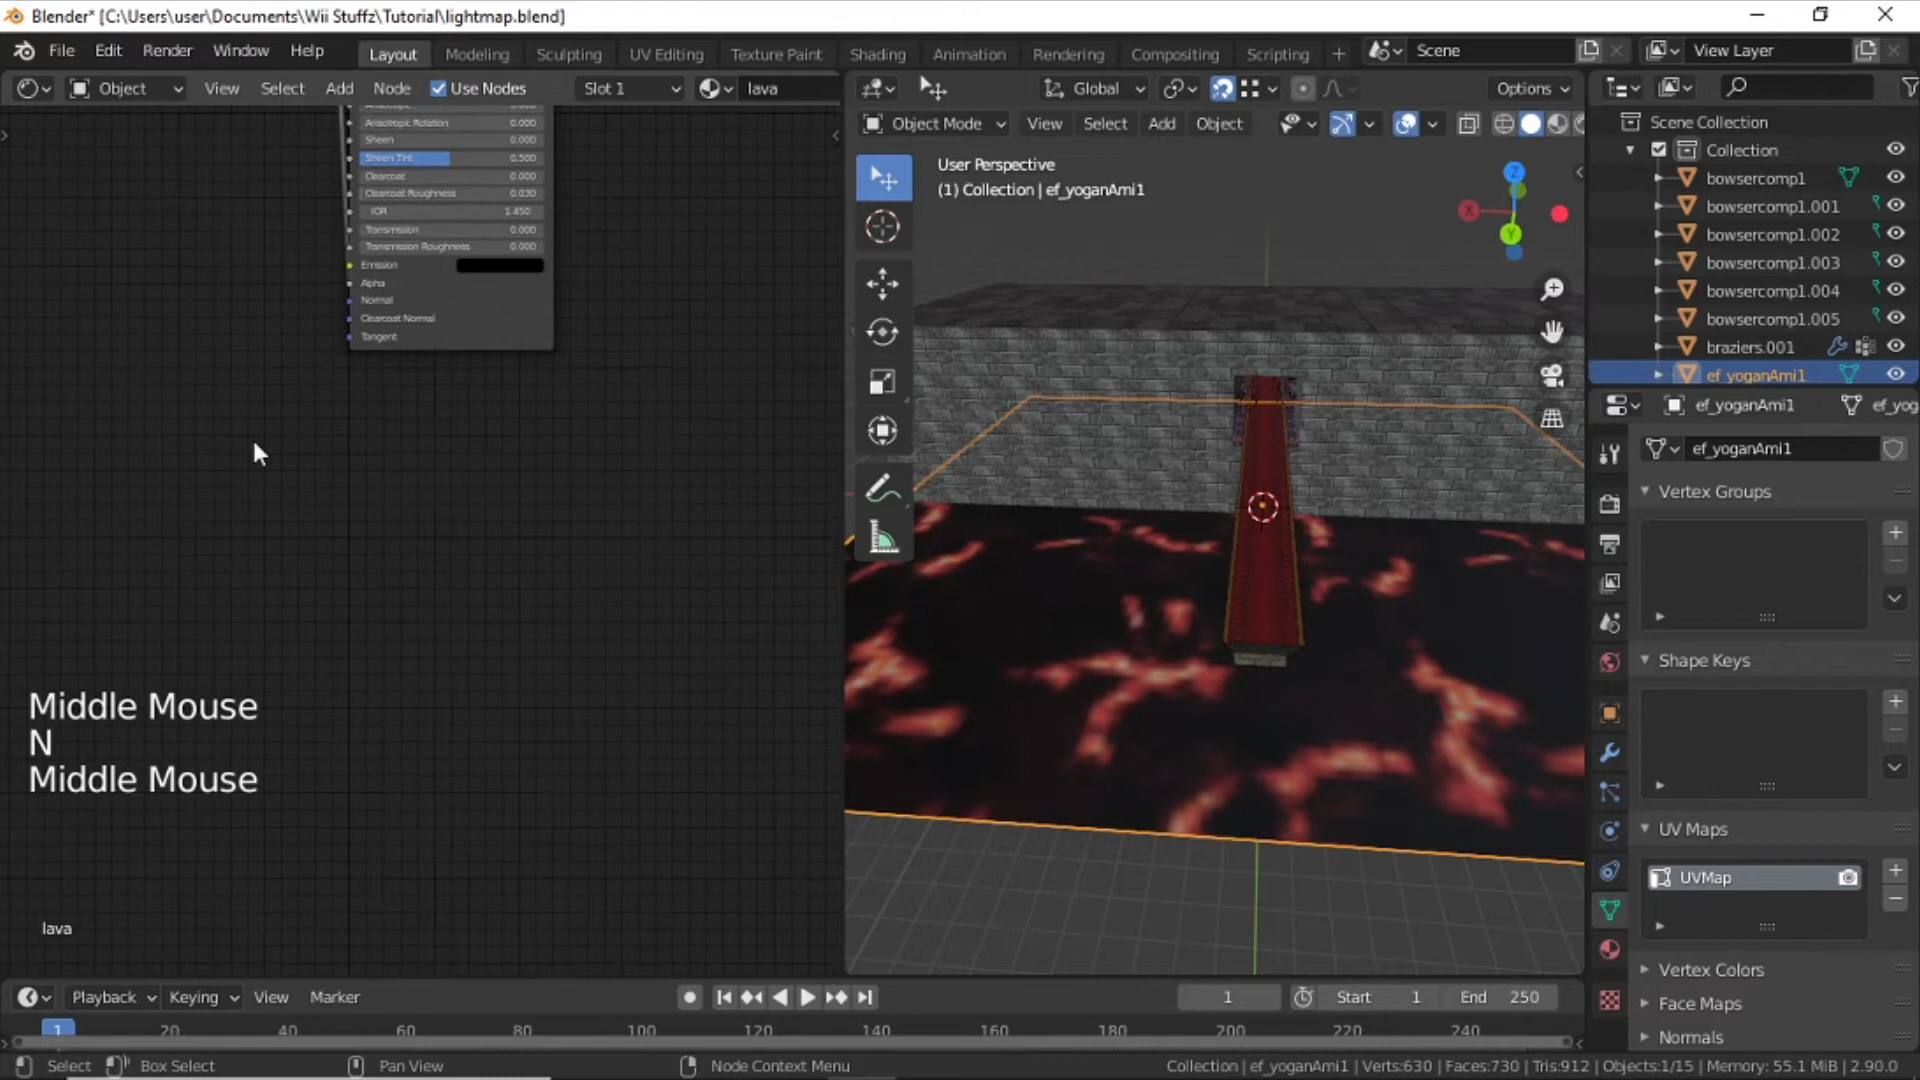 Blender* [C:\Users\user\Documents\Wii Stuffz\Tutorial\lightmap.blend]
File Edit Render Window Help Layout Modeling Sculpting UV Editing Texture Paint Shading Animation Rendering Compositing Scripting + Scene View Layer
Object View Select Add Node Use Nodes Slot 1 lava Global Options
Object Mode View Select Add Object
Anisotropic Rotation 0.000
Sheen 0.000
Sheen Tint 0.500
Clearcoat 0.000
Clearcoat Roughness 0.030
IOR 1.450
Transmission 0.000
Transmission Roughness 0.000
Emission
Alpha
Normal
Clearcoat Normal
Tangent
User Perspective
(1) Collection | ef_yoganAmi1
X
Z
Y
Scene Collection
Collection
bowsercomp1
bowsercomp1.001
bowsercomp1.002
bowsercomp1.003
bowsercomp1.004
bowsercomp1.005
braziers.001
ef_yoganAmi1
ef_yoganAmi1 ef_yog
ef_yoganAmi1
Vertex Groups
Shape Keys
UV Maps
UVMap
Vertex Colors
Face Maps
Normals
Middle Mouse
N
Middle Mouse
lava
Playback Keying View Marker 1 Start 1 End 250
1 20 40 60 80 100 120 140 160 180 200 220 240
Select Box Select Pan View Node Context Menu Collection | ef_yoganAmi1 | Verts:630 | Faces:730 | Tris:912 | Objects:1/15 | Memory: 55.1 MiB | 2.90.0